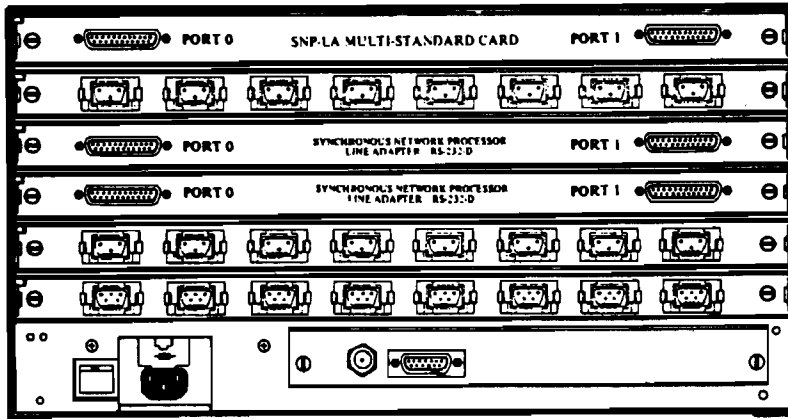 PORT 0 SNP-LA MULTI-STANDARD CARD PORT 1
PORT 0 SYNCHRONOUS NETWORK PROCESSOR PORT 1
LINE ADAPTER RS-232-D
PORT 0 SYNCHRONOUS NETWORK PROCESSOR PORT 1
LINE ADAPTER RS-232-D